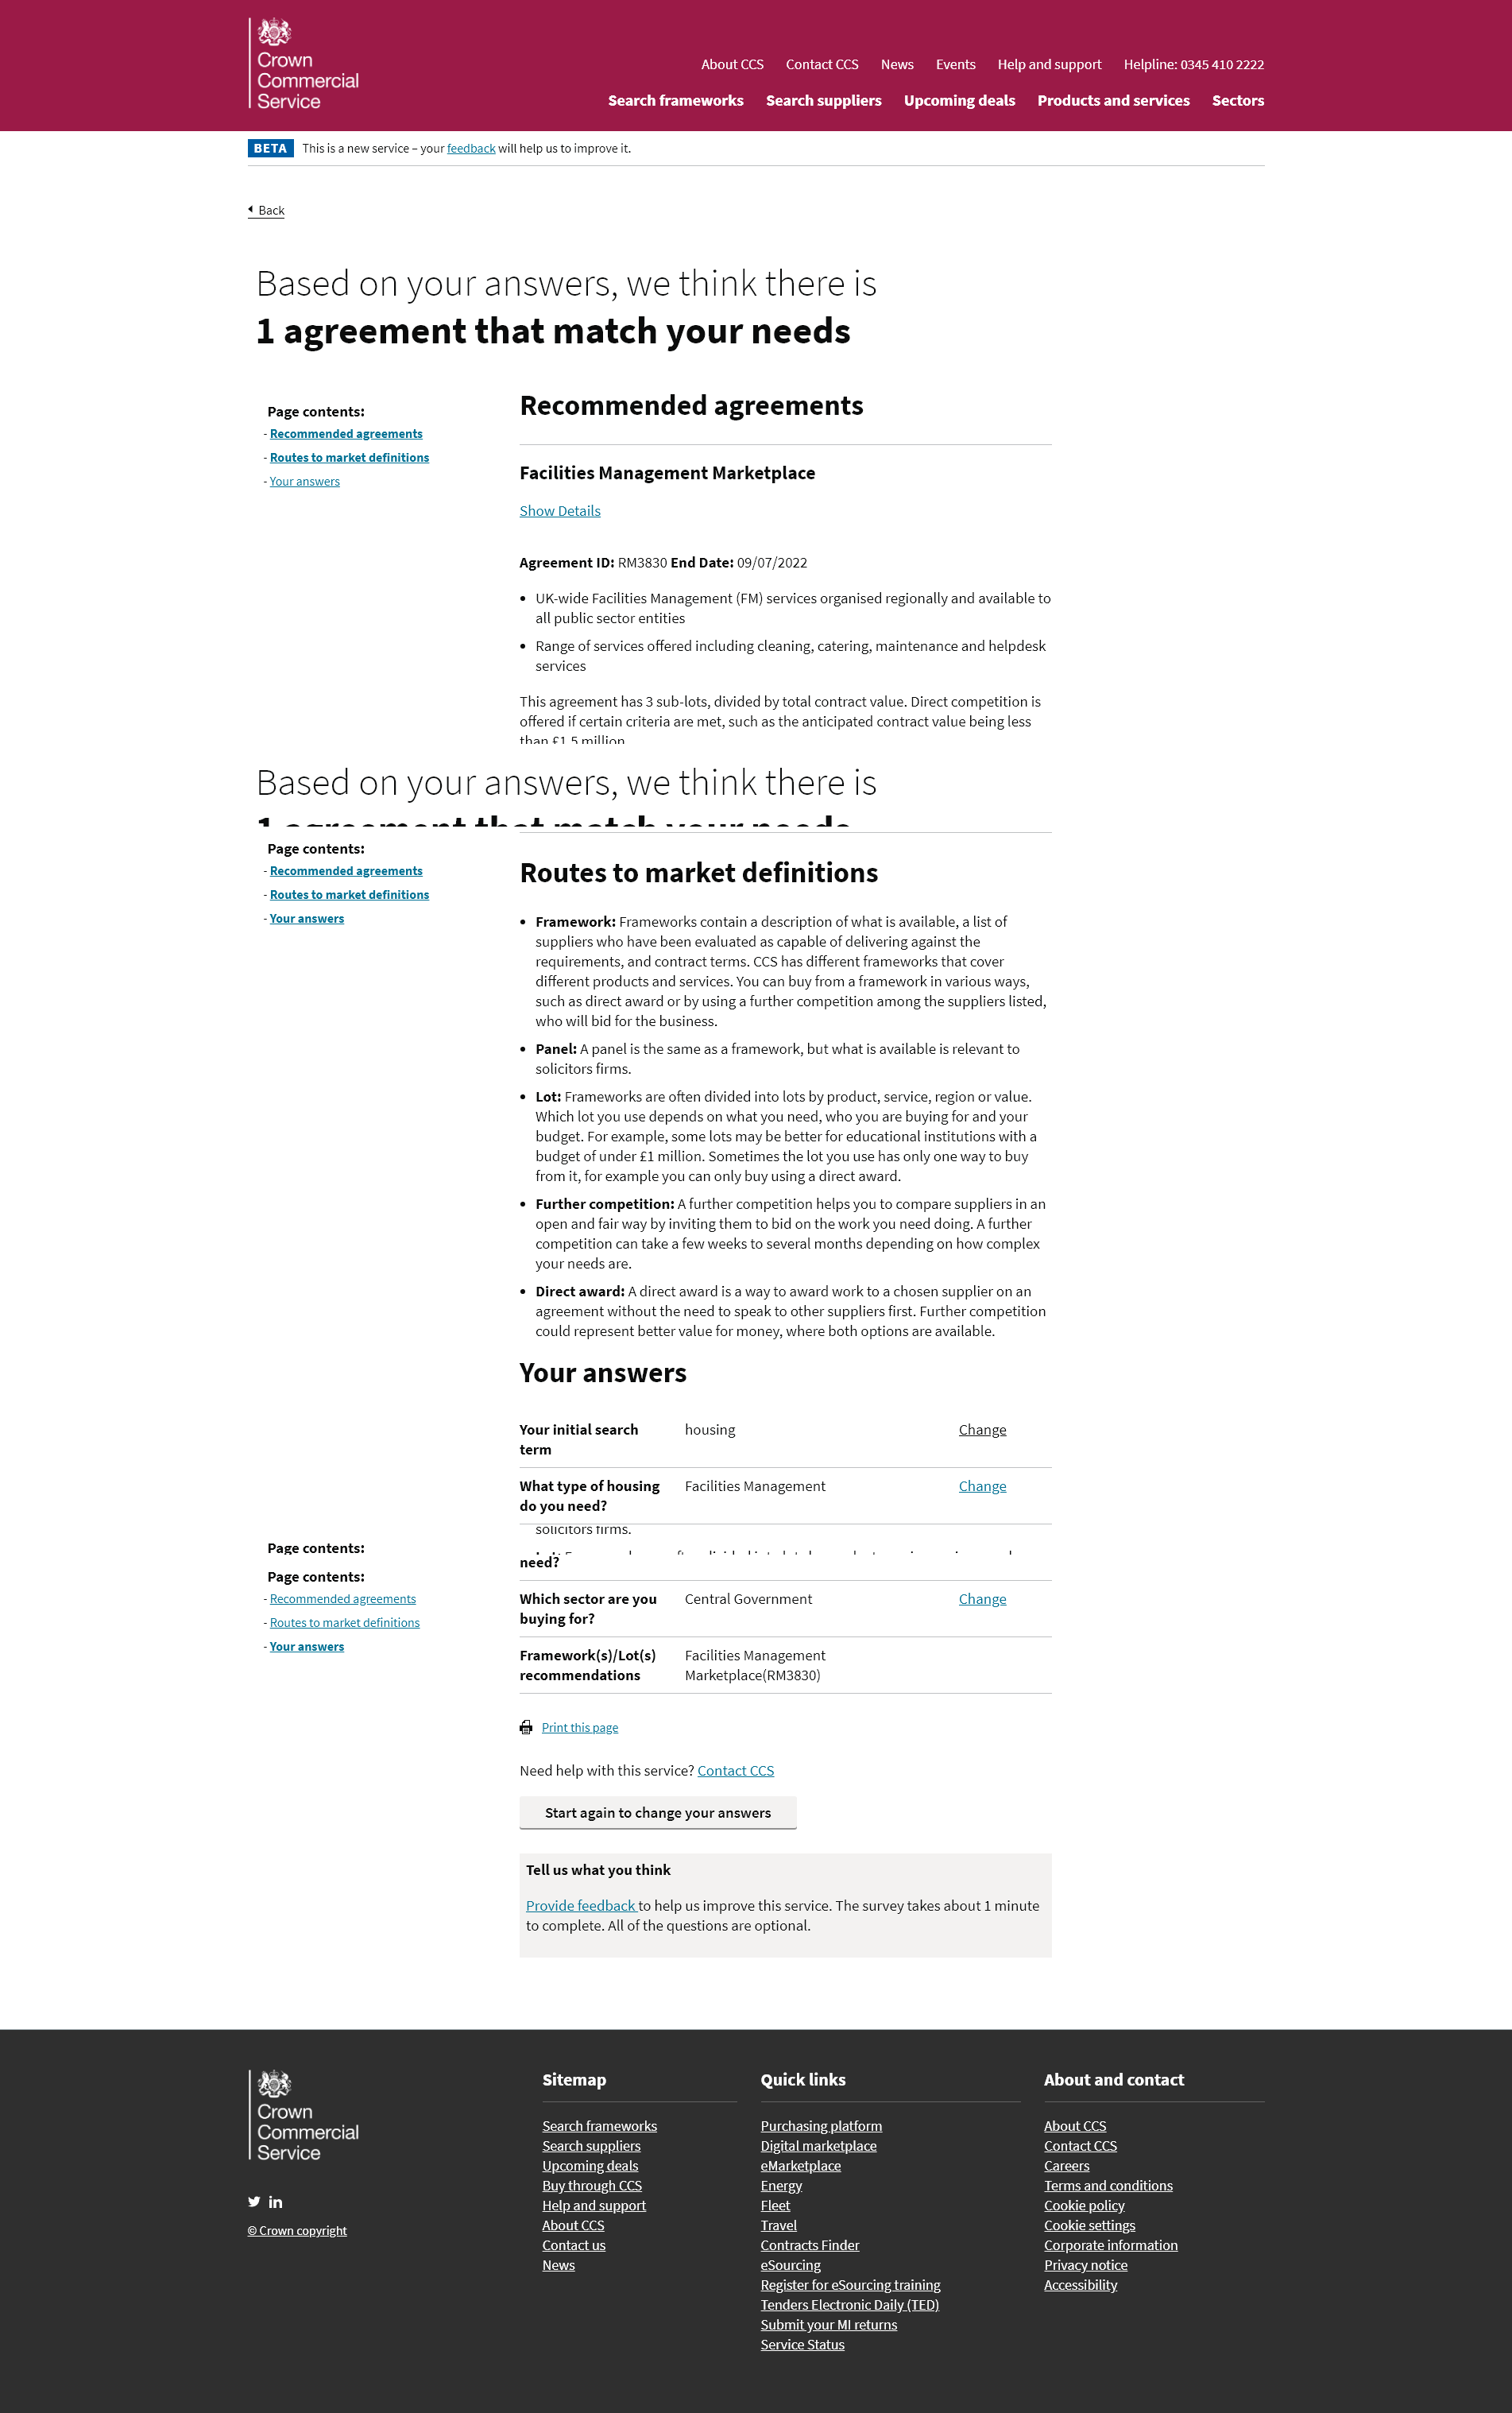 Crown
Commercial
Service
About CCS Contact CCS News Events Help and support Helpline: 0345 410 2222
Search frameworks Search suppliers Upcoming deals Products and services Sectors
BETA This is a new service – your feedback will help us to improve it.
Back
Based on your answers, we think there is
1 agreement that match your needs
Page contents:
- Recommended agreements
- Routes to market definitions
- Your answers
Recommended agreements
Facilities Management Marketplace
Show Details
Agreement ID: RM3830 End Date: 09/07/2022
• UK-wide Facilities Management (FM) services organised regionally and available to
all public sector entities
• Range of services offered including cleaning, catering, maintenance and helpdesk
services
This agreement has 3 sub-lots, divided by total contract value. Direct competition is
offered if certain criteria are met, such as the anticipated contract value being less
than £1.5 million
Based on your answers, we think there is
1 agreement that match your needs
Page contents:
- Recommended agreements
- Routes to market definitions
- Your answers
Routes to market definitions
• Framework: Frameworks contain a description of what is available, a list of
suppliers who have been evaluated as capable of delivering against the
requirements, and contract terms. CCS has different frameworks that cover
different products and services. You can buy from a framework in various ways,
such as direct award or by using a further competition among the suppliers listed,
who will bid for the business.
• Panel: A panel is the same as a framework, but what is available is relevant to
solicitors firms.
• Lot: Frameworks are often divided into lots by product, service, region or value.
Which lot you use depends on what you need, who you are buying for and your
budget. For example, some lots may be better for educational institutions with a
budget of under £1 million. Sometimes the lot you use has only one way to buy
from it, for example you can only buy using a direct award.
• Further competition: A further competition helps you to compare suppliers in an
open and fair way by inviting them to bid on the work you need doing. A further
competition can take a few weeks to several months depending on how complex
your needs are.
• Direct award: A direct award is a way to award work to a chosen supplier on an
agreement without the need to speak to other suppliers first. Further competition
could represent better value for money, where both options are available.
Your answers
Your initial search housing Change
term
What type of housing Facilities Management Change
do you need?
solicitors firms.
Page contents:
need?
Page contents:
- Recommended agreements
- Routes to market definitions
- Your answers
Which sector are you Central Government Change
buying for?
Framework(s)/Lot(s) Facilities Management
recommendations Marketplace(RM3830)
Print this page
Need help with this service? Contact CCS
Start again to change your answers
Tell us what you think
Provide feedback to help us improve this service. The survey takes about 1 minute
to complete. All of the questions are optional.
Crown
Commercial
Service
© Crown copyright
Sitemap
Search frameworks
Search suppliers
Upcoming deals
Buy through CCS
Help and support
About CCS
Contact us
News
Quick links
Purchasing platform
Digital marketplace
eMarketplace
Energy
Fleet
Travel
Contracts Finder
eSourcing
Register for eSourcing training
Tenders Electronic Daily (TED)
Submit your MI returns
Service Status
About and contact
About CCS
Contact CCS
Careers
Terms and conditions
Cookie policy
Cookie settings
Corporate information
Privacy notice
Accessibility